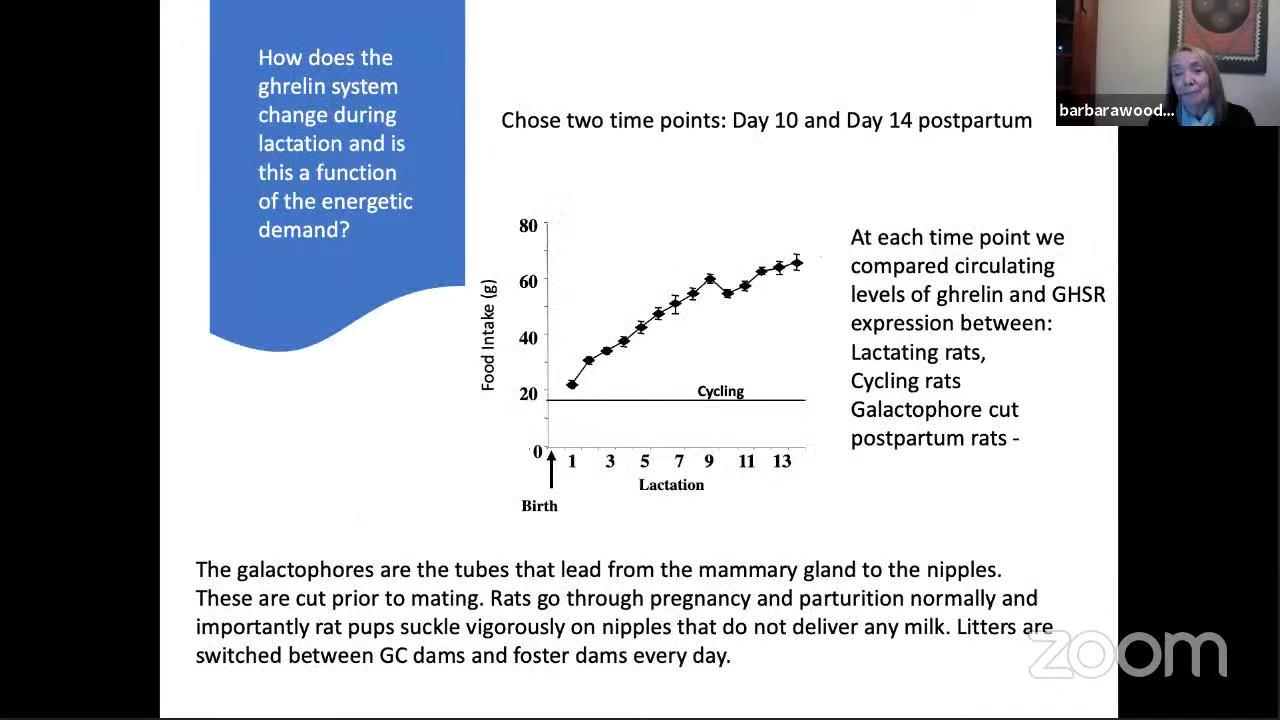 How does the
ghrelin system
change during
lactation and is
this a function
of the energetic
demand?
Chose two time points: Day 10 and Day 14 postpartum
barbarawood...
80
60
40
20
0
Food Intake (g)
Cycling
1 3 5 7 9 11 13
Lactation
Birth
At each time point we
compared circulating
levels of ghrelin and GHSR
expression between:
Lactating rats,
Cycling rats
Galactophore cut
postpartum rats -
The galactophores are the tubes that lead from the mammary gland to the nipples.
These are cut prior to mating. Rats go through pregnancy and parturition normally and
importantly rat pups suckle vigorously on nipples that do not deliver any milk. Litters are
switched between GC dams and foster dams every day.
zoom